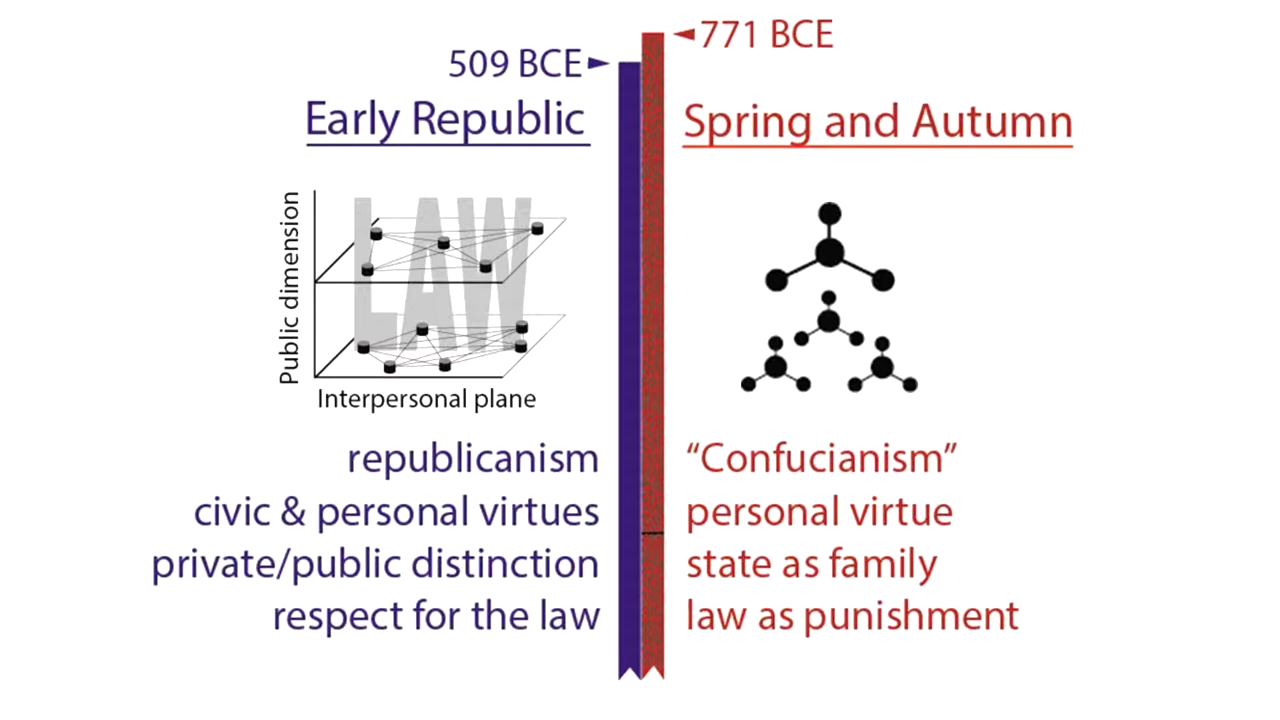 771 BCE
509 BCE
Early Republic
Spring and Autumn
Public dimension
LAW
Interpersonal plane
republicanism
civic & personal virtues
private/public distinction
respect for the law
“Confucianism”
personal virtue
state as family
law as punishment